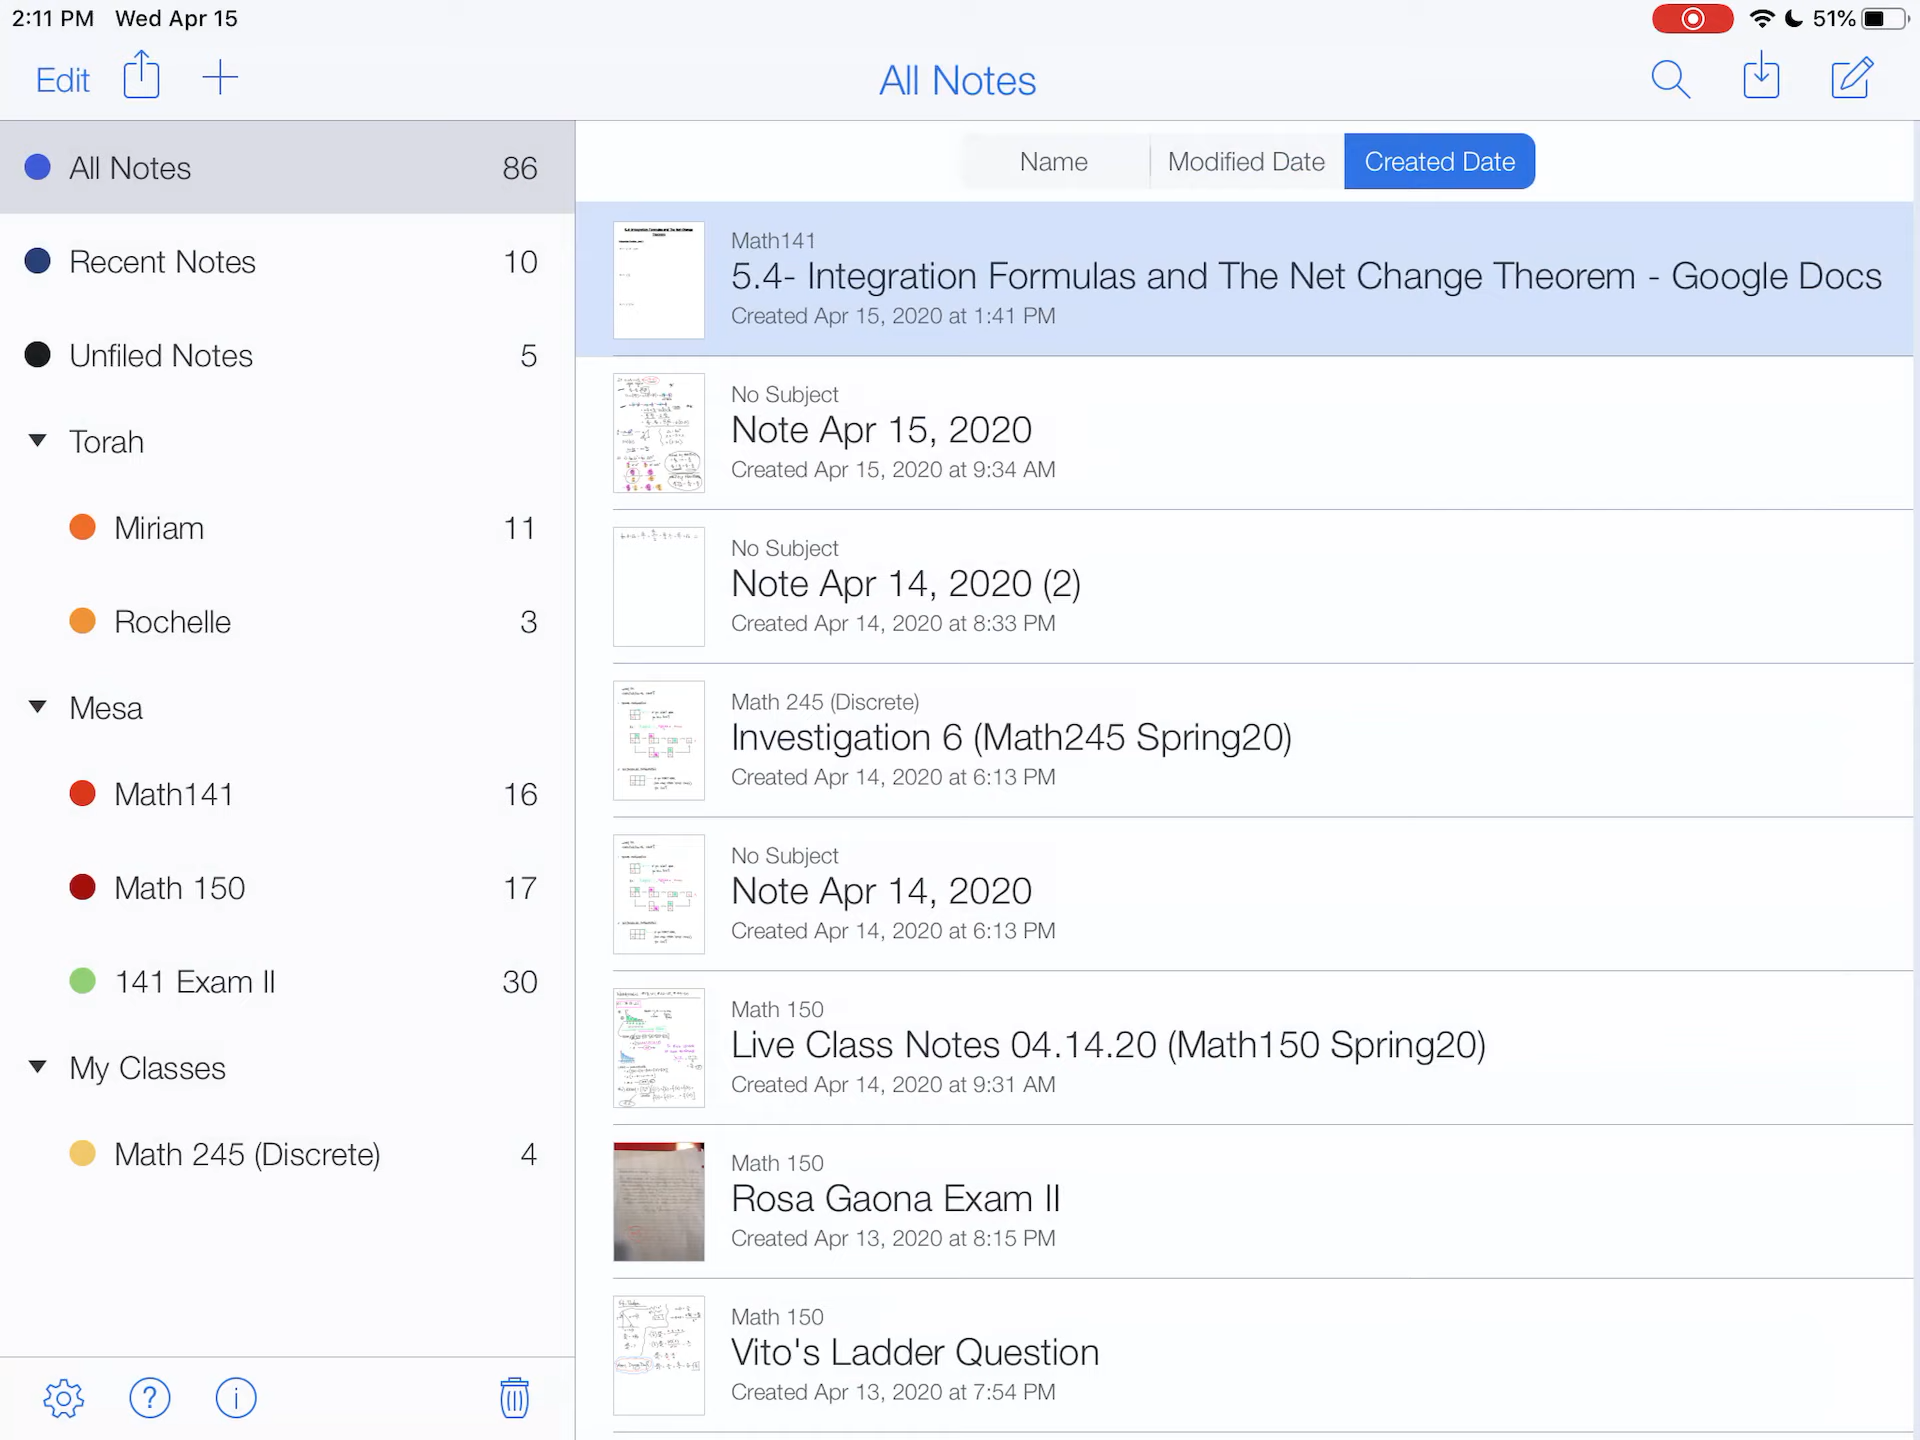 2:11 PM Wed Apr 15
51%
Edit
All Notes
All Notes 86
Recent Notes 10
Unfiled Notes 5
Torah
Miriam 11
Rochelle 3
Mesa
Math141 16
Math 150 17
141 Exam II 30
My Classes
Math 245 (Discrete) 4
Name Modified Date Created Date
Math141
5.4- Integration Formulas and The Net Change Theorem - Google Docs
Created Apr 15, 2020 at 1:41 PM
No Subject
Note Apr 15, 2020
Created Apr 15, 2020 at 9:34 AM
No Subject
Note Apr 14, 2020 (2)
Created Apr 14, 2020 at 8:33 PM
Math 245 (Discrete)
Investigation 6 (Math245 Spring20)
Created Apr 14, 2020 at 6:13 PM
No Subject
Note Apr 14, 2020
Created Apr 14, 2020 at 6:13 PM
Math 150
Live Class Notes 04.14.20 (Math150 Spring20)
Created Apr 14, 2020 at 9:31 AM
Math 150
Rosa Gaona Exam II
Created Apr 13, 2020 at 8:15 PM
Math 150
Vito's Ladder Question
Created Apr 13, 2020 at 7:54 PM